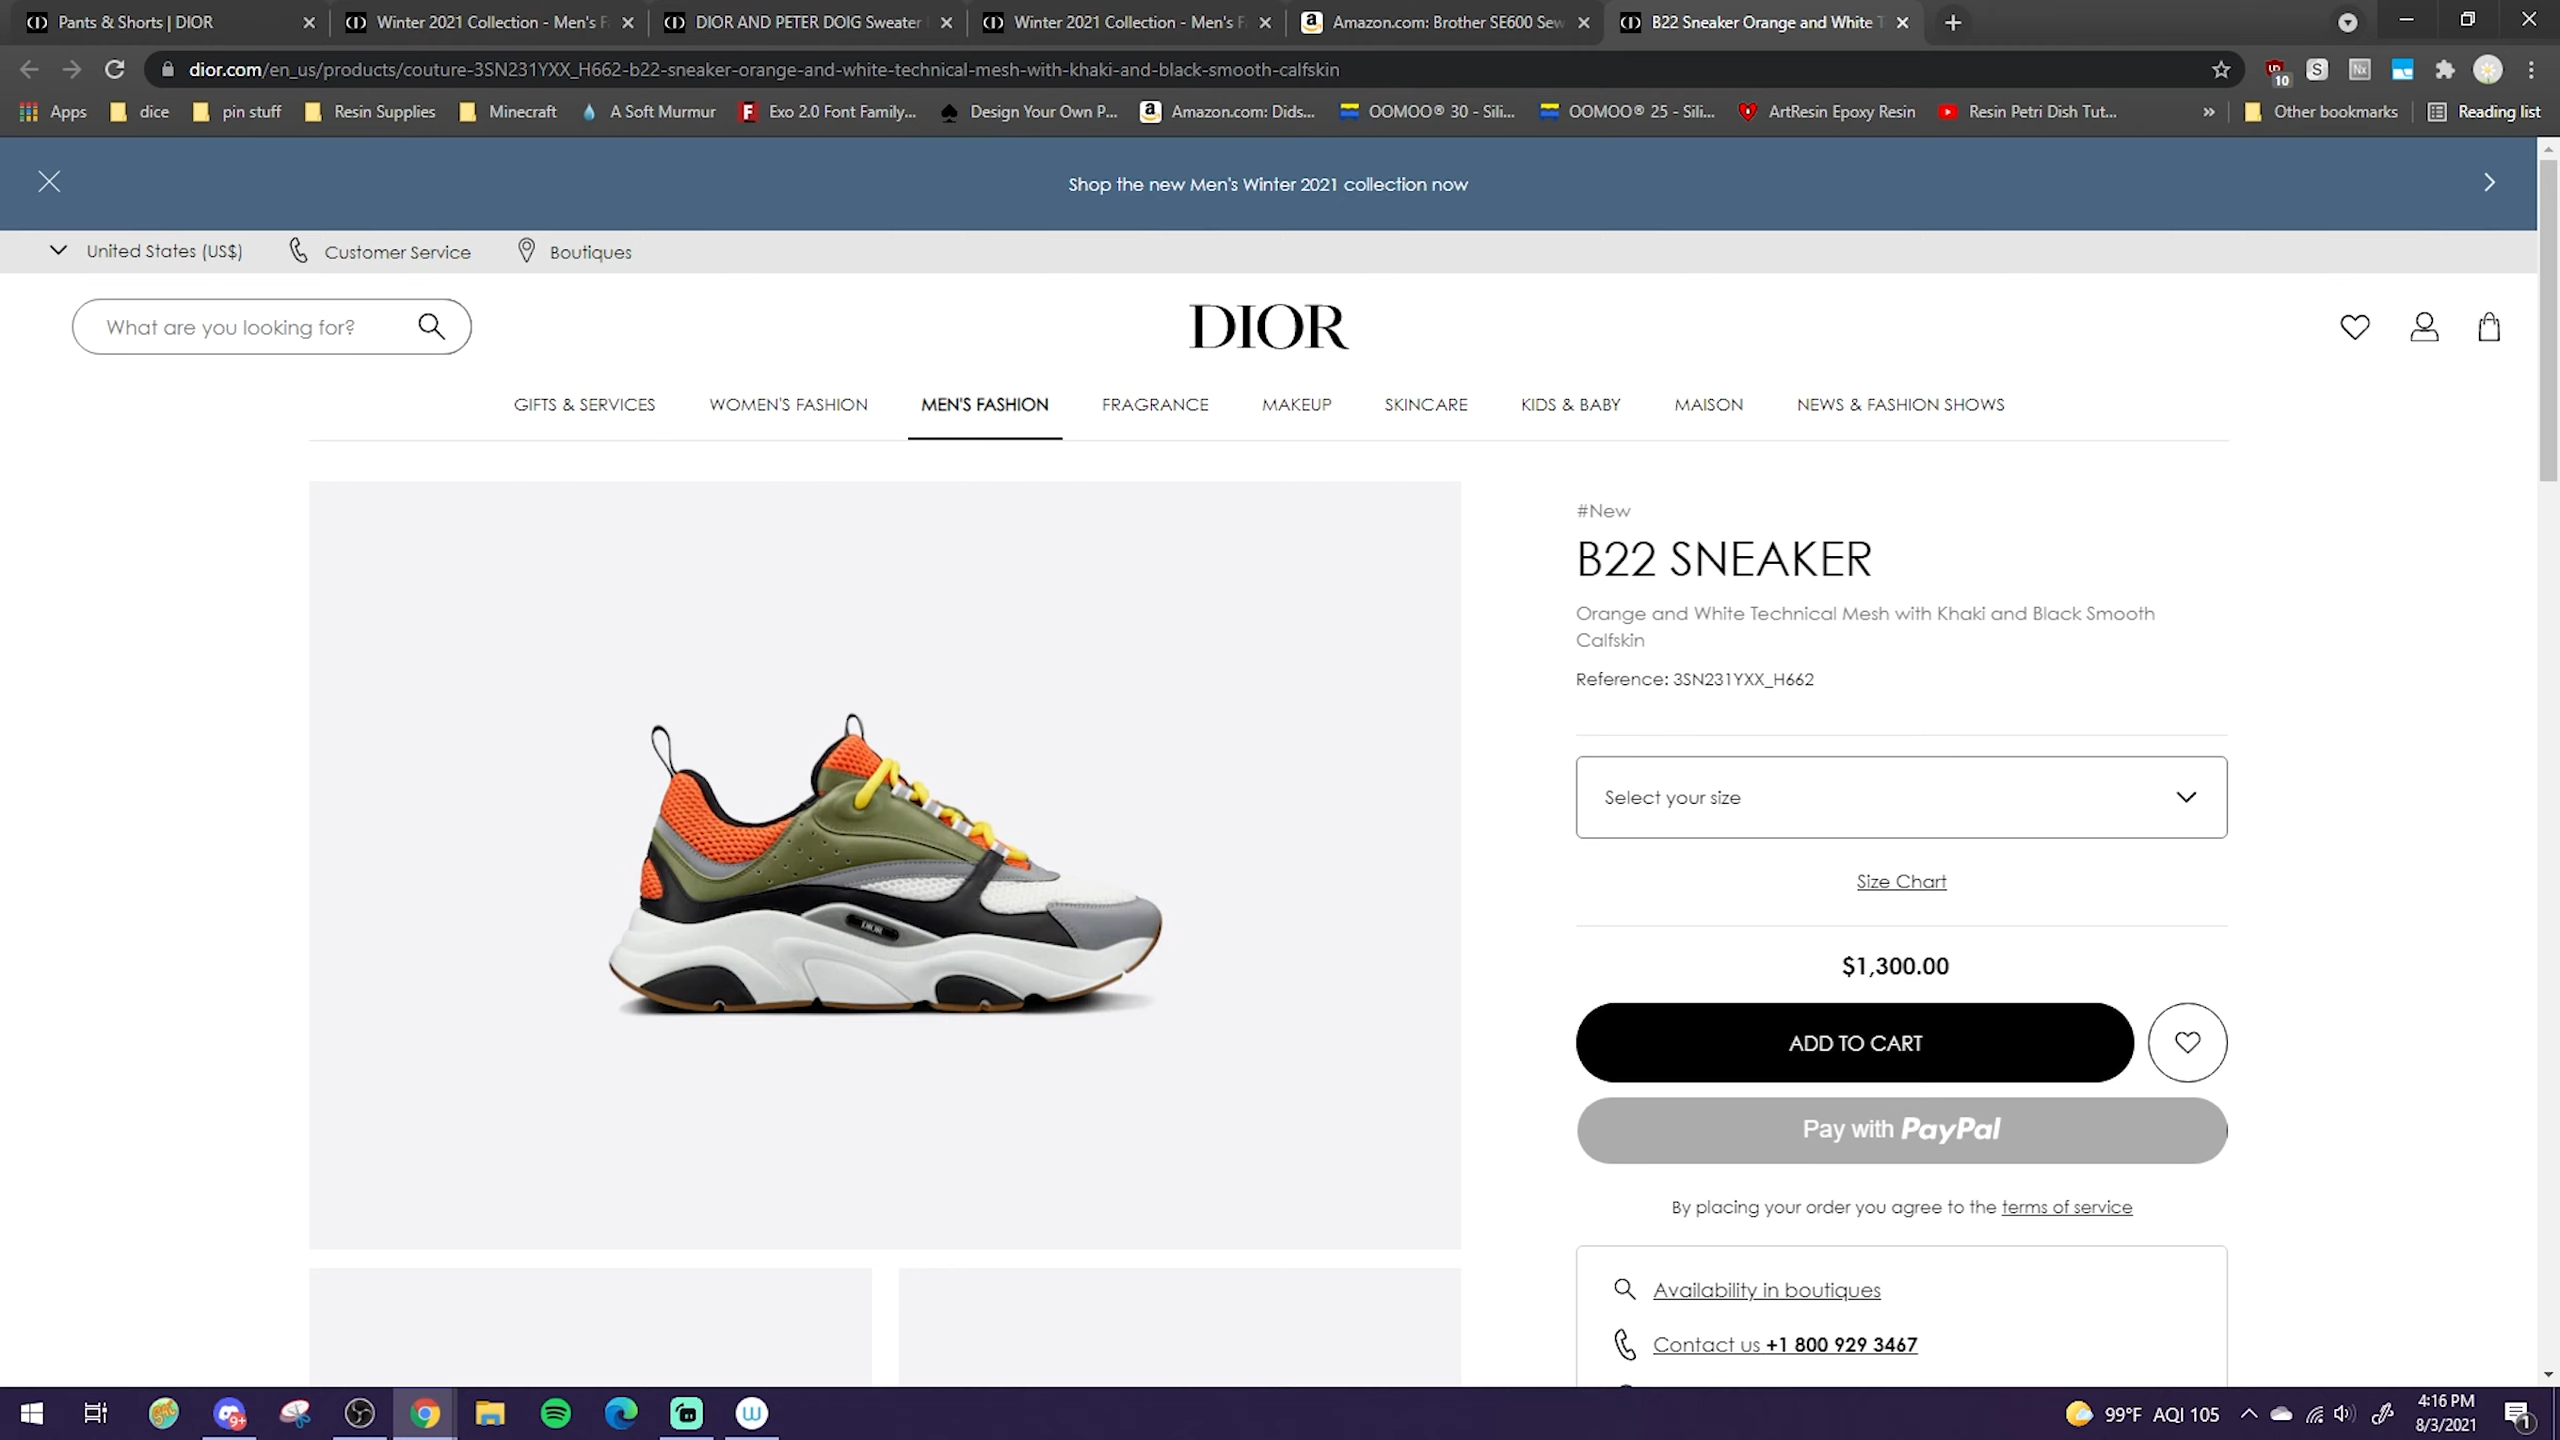 Pants & Shorts | DIOR
Winter 2021 Collection - Men's F
DIOR AND PETER DOIG Sweater
Winter 2021 Collection - Men's F
Amazon.com: Brother SE600 Sew
B22 Sneaker Orange and White T
dior.com/en_us/products/couture-3SN231YXX_H662-b22-sneaker-orange-and-white-technical-mesh-with-khaki-and-black-smooth-calfskin
10
S
Nx
Apps
dice
pin stuff
Resin Supplies
Minecraft
A Soft Murmur
Exo 2.0 Font Family...
Design Your Own P...
Amazon.com: Dids...
OOMOO® 30 - Sili...
OOMOO® 25 - Sili...
ArtResin Epoxy Resin
Resin Petri Dish Tut...
Other bookmarks
Reading list
Shop the new Men's Winter 2021 collection now
United States (US$)
Customer Service
Boutiques
What are you looking for?
DIOR
GIFTS & SERVICES
WOMEN'S FASHION
MEN'S FASHION
FRAGRANCE
MAKEUP
SKINCARE
KIDS & BABY
MAISON
NEWS & FASHION SHOWS
#New
B22 SNEAKER
Orange and White Technical Mesh with Khaki and Black Smooth
Calfskin
Reference: 3SN231YXX_H662
Select your size
Size Chart
DIOR
$1,300.00
ADD TO CART
Pay with PayPal
By placing your order you agree to the terms of service
Availability in boutiques
Contact us +1 800 929 3467
9+
99°F AQI 105
4:16 PM
8/3/2021
1